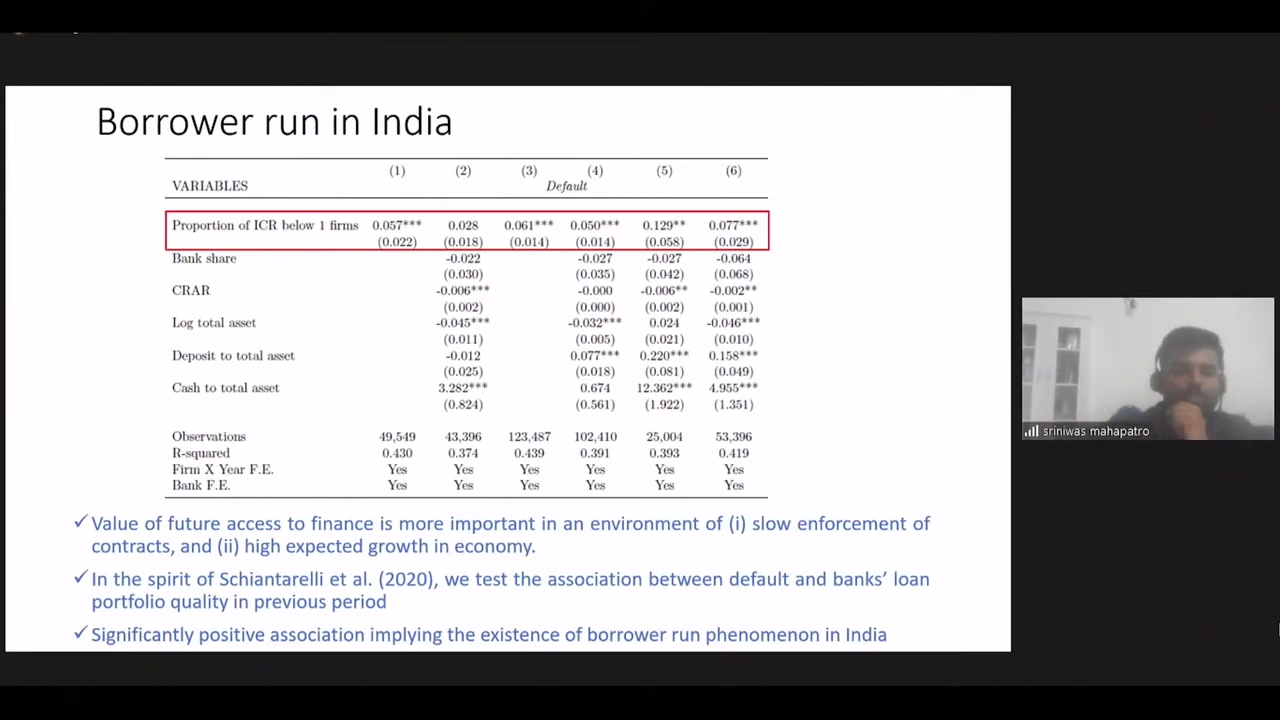 Borrower run in India
(1) (2) (3) (4) (5) (6)
VARIABLES Default
Proportion of ICR below 1 firms 0.057*** 0.028 0.061*** 0.050*** 0.129** 0.077***
(0.022) (0.018) (0.014) (0.014) (0.058) (0.029)
Bank share -0.022 -0.027 -0.027 -0.064
(0.030) (0.035) (0.042) (0.068)
CRAR -0.006*** -0.000 -0.006** -0.002**
(0.002) (0.000) (0.002) (0.001)
Log total asset -0.045*** -0.032*** 0.024 -0.046***
(0.011) (0.005) (0.021) (0.010)
Deposit to total asset -0.012 0.077*** 0.220*** 0.158***
(0.025) (0.018) (0.081) (0.049)
Cash to total asset 3.282*** 0.674 12.362*** 4.955***
(0.824) (0.561) (1.922) (1.351)
Observations 49,549 43,396 123,487 102,410 25,004 53,396
R-squared 0.430 0.374 0.439 0.391 0.393 0.419
Firm X Year F.E. Yes Yes Yes Yes Yes Yes
Bank F.E. Yes Yes Yes Yes Yes Yes
✓Value of future access to finance is more important in an environment of (i) slow enforcement of
contracts, and (ii) high expected growth in economy.
✓In the spirit of Schiantarelli et al. (2020), we test the association between default and banks’ loan
portfolio quality in previous period
✓Significantly positive association implying the existence of borrower run phenomenon in India
sriniwas mahapatro